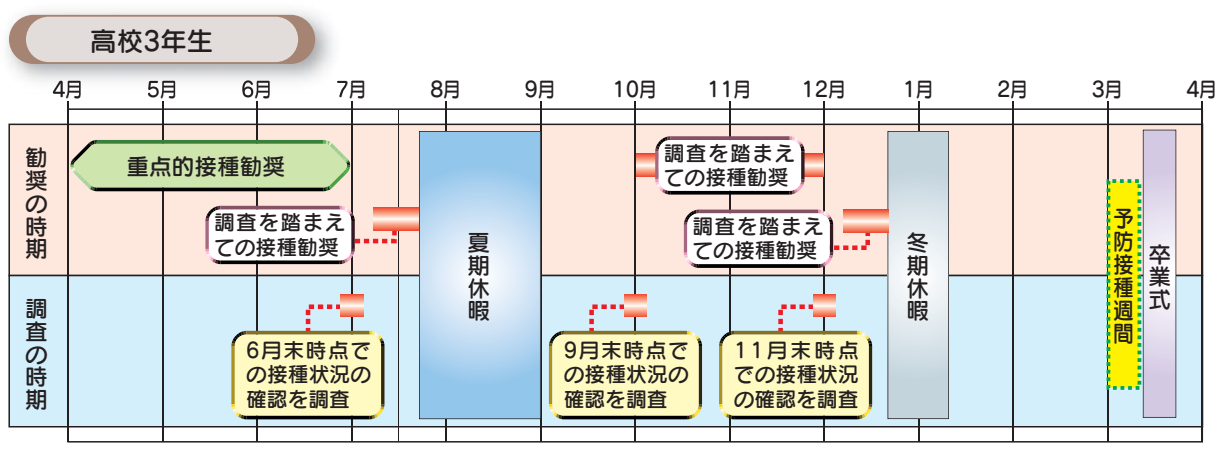 高校3年生
4月 5月 6月 7月 8月 9月 10月 11月 12月 1月 2月 3月 4月
勧奨の時期
重点的接種勧奨
調査を踏まえ
ての接種勧奨
調査を踏まえ
ての接種勧奨
調査を踏まえ
ての接種勧奨
夏期休暇
冬期休暇
予防接種週間
卒業式
調査の時期
6月末時点で
の接種状況の
確認を調査
9月末時点で
の接種状況の
確認を調査
11月末時点
での接種状況
の確認を調査